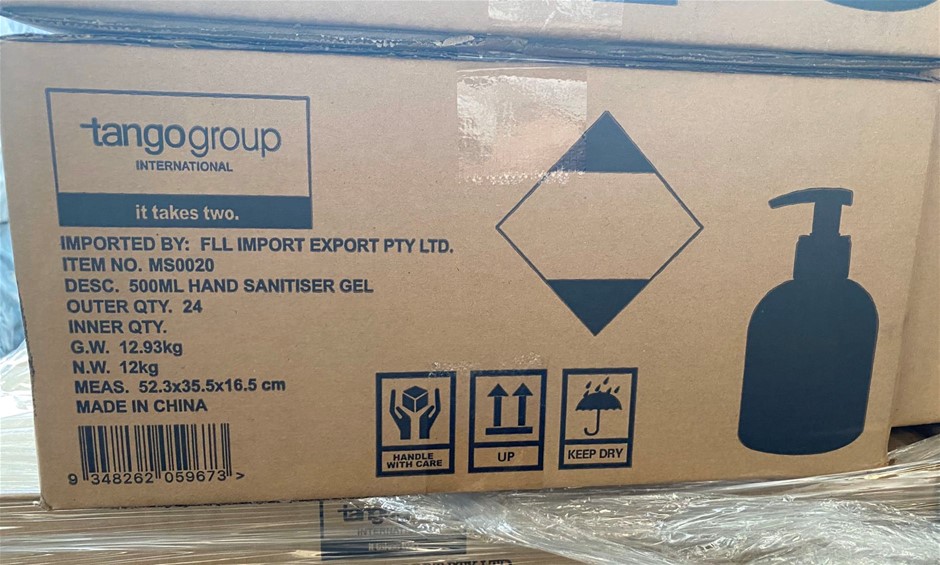 tangogroup
INTERNATIONAL
it takes two.
IMPORTED BY: FLL IMPORT EXPORT PTY LTD.
ITEM NO. MS0020
DESC. 500ML HAND SANITISER GEL
OUTER QTY. 24
INNER QTY.
G.W. 12.93kg
N.W. 12kg
MEAS. 52.3x35.5x16.5 cm
MADE IN CHINA
9 348262 059673 >
HANDLE
WITH CARE
UP
KEEP DRY